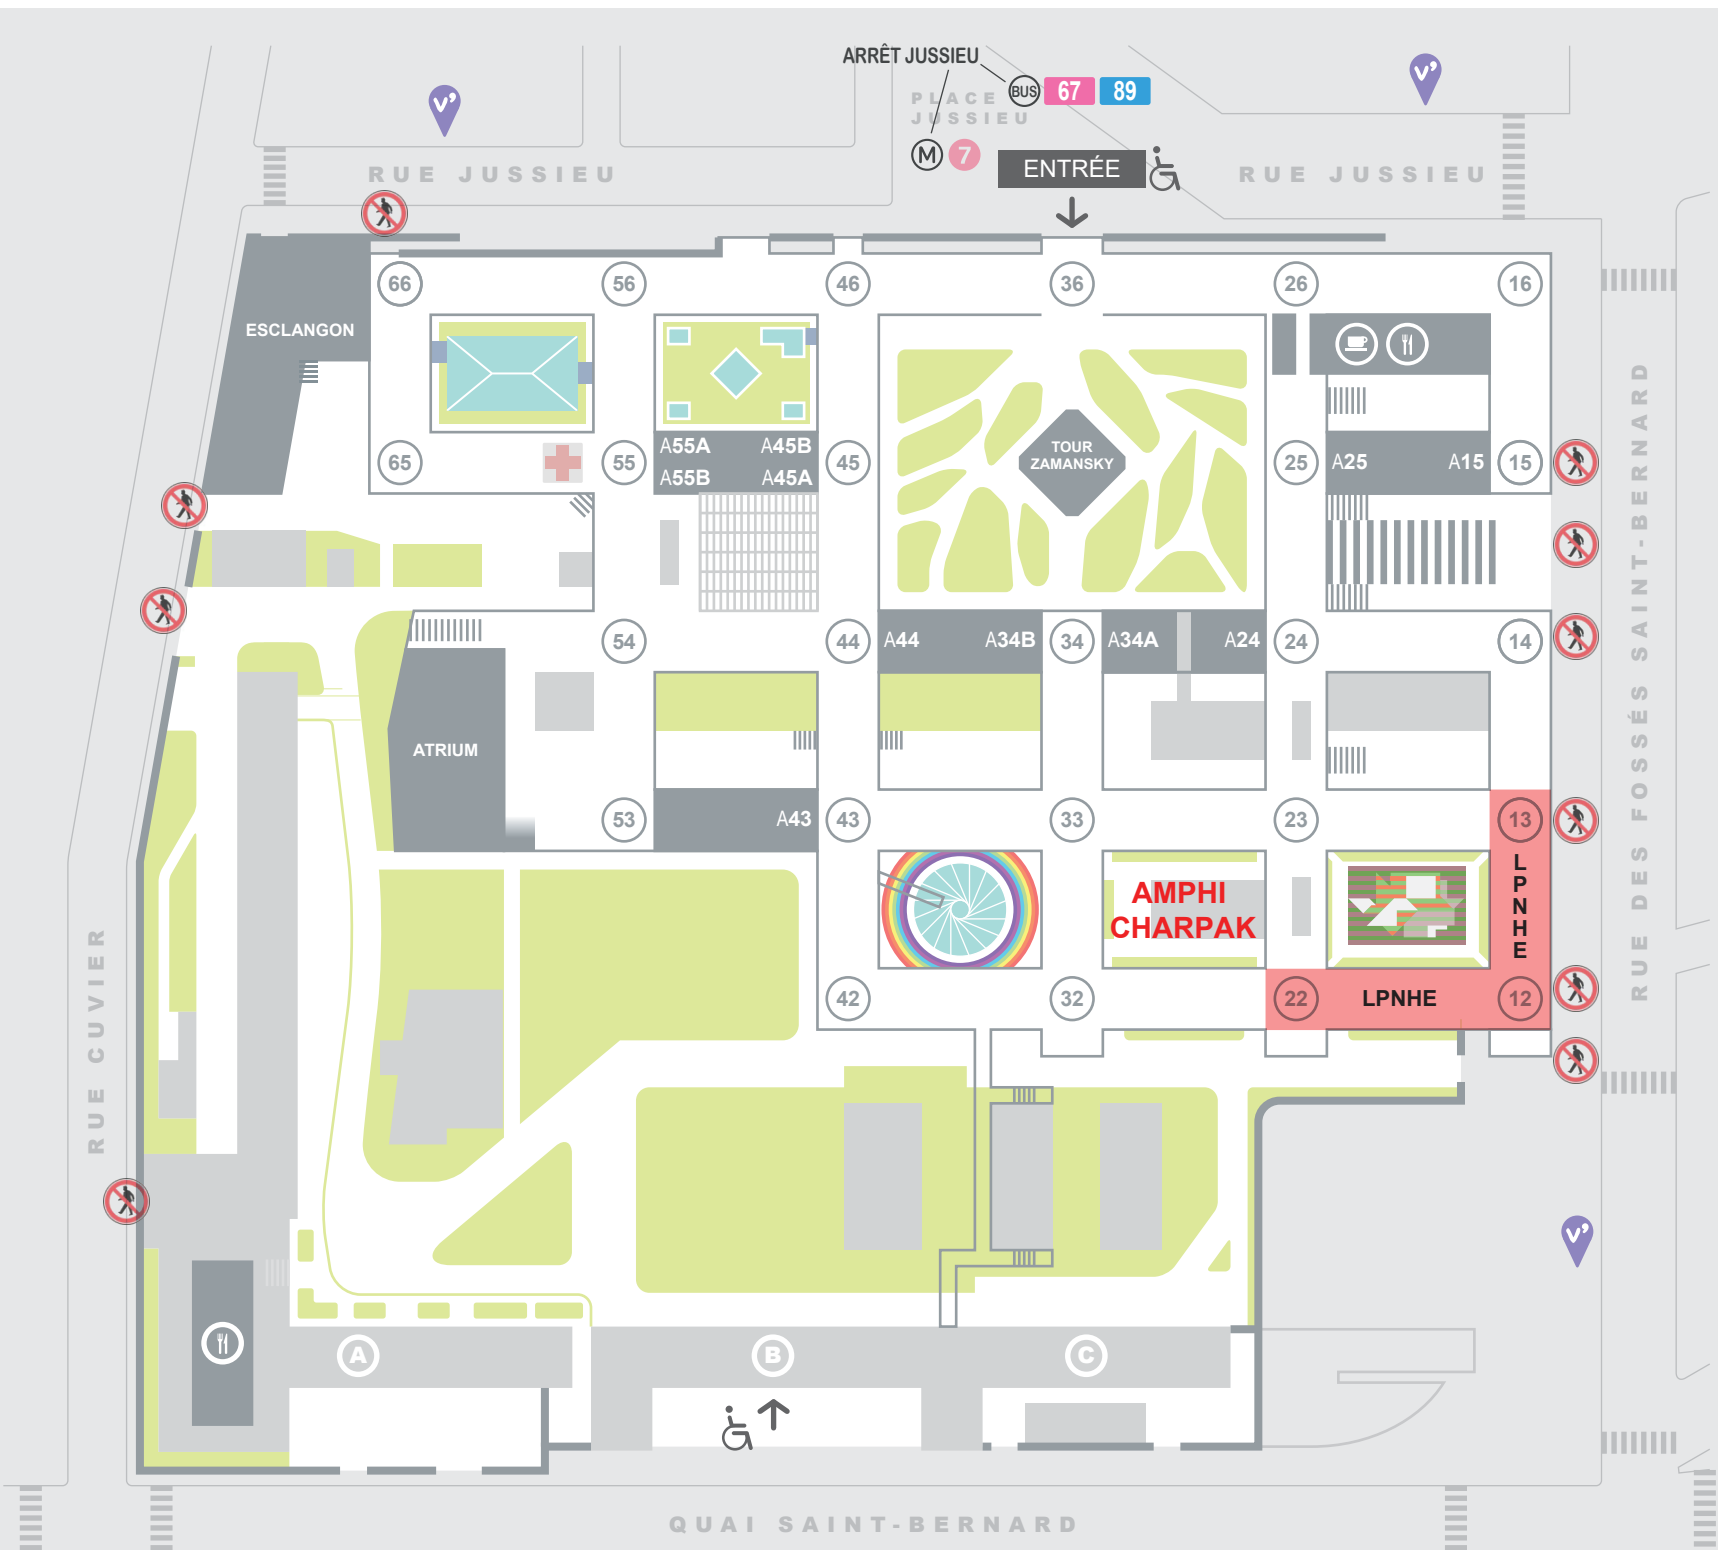 ARRÊT JUSSIEU
BUS 67 89
PLACE
JUSSIEU
M 7
ENTRÉE
RUE JUSSIEU
RUE JUSSIEU
V'
V'
66 56 46 36 26 16
ESCLANGON
TOUR
ZAMANSKY
A55A A45B
A55B A45A
65 55 45 25 A25 A15 15
54 44 A44 A34B 34 A34A A24 24 14
ATRIUM
53 A43 43 33 23 13
AMPHI
CHARPAK
LPNHE
42 32 22 LPNHE 12
RUE CUVIER
RUE DES FOSSÉS SAINT-BERNARD
V'
A B C
QUAI SAINT-BERNARD